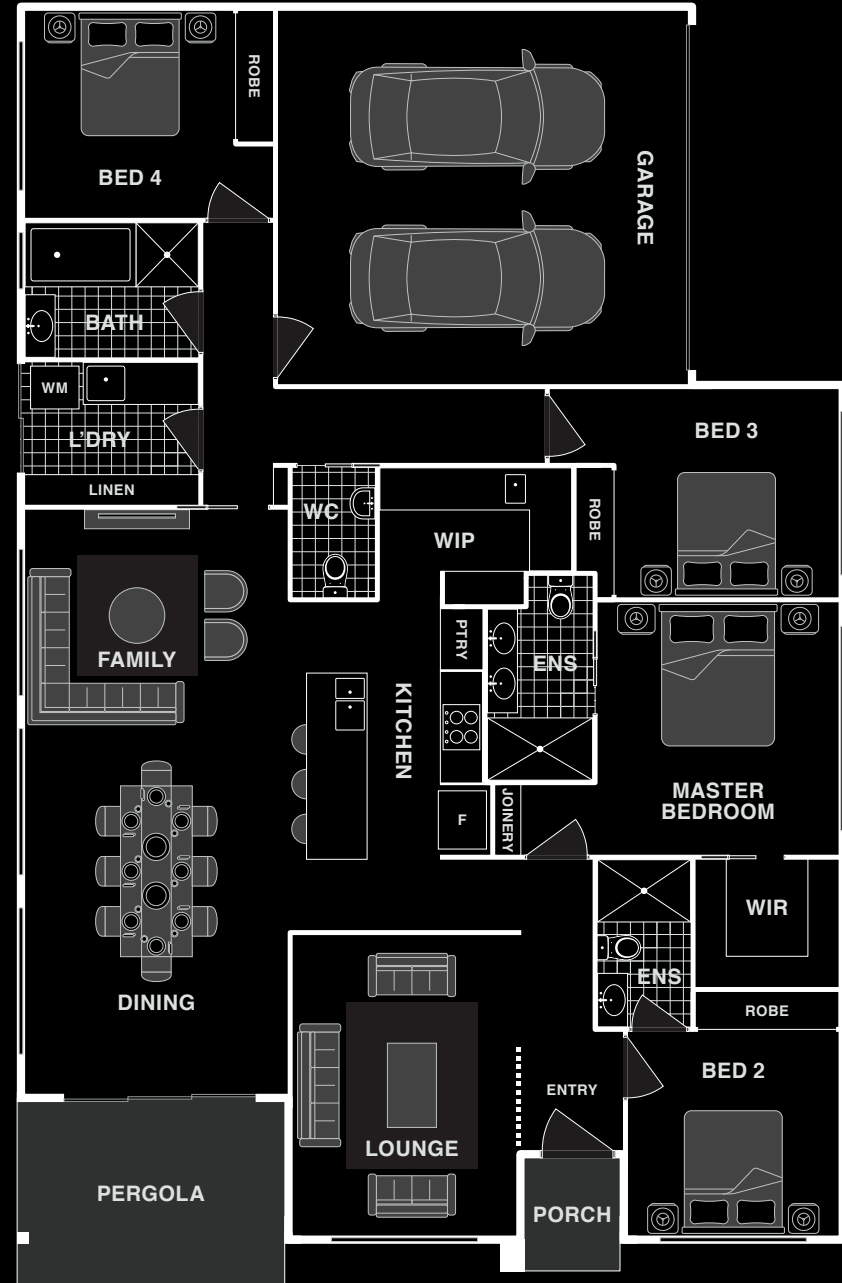 ROBE
BED 4
GARAGE
BATH
WM
L'DRY
LINEN
BED 3
WC
WIP
ROBE
FAMILY
PTRY
ENS
KITCHEN
MASTER
BEDROOM
JOINERY
F
WIR
ENS
DINING
ROBE
BED 2
ENTRY
LOUNGE
PERGOLA
PORCH